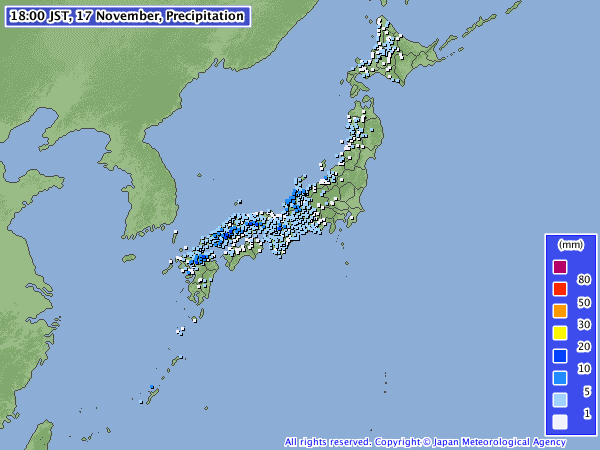 18:00 JST, 17 November, Precipitation
(mm)
80
50
30
20
10
5
1
All rights reserved. Copyright © Japan Meteorological Agency